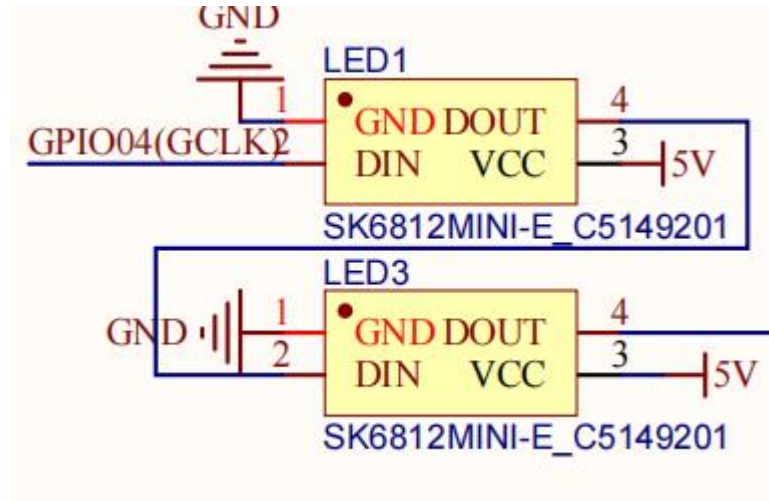 GND
LED1
1 GND DOUT 4
GPIO04(GCLK) 2 DIN VCC 3 5V
SK6812MINI-E_C5149201
LED3
GND 1 GND DOUT 4
2 DIN VCC 3 5V
SK6812MINI-E_C5149201